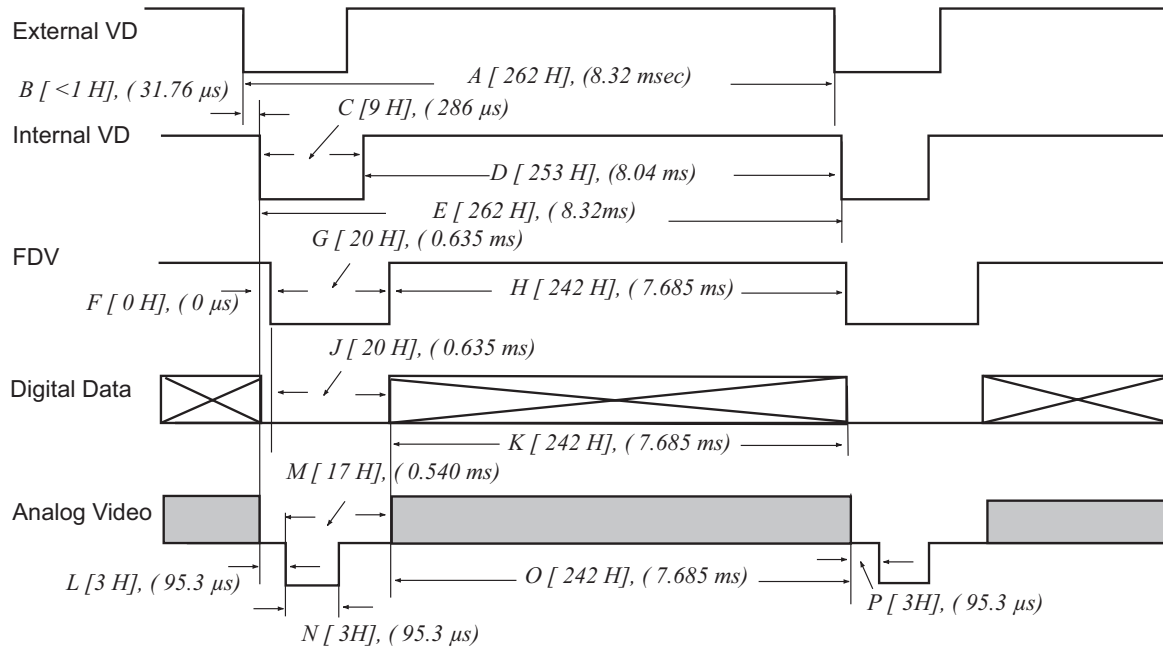 External VD
A [ 262 H], (8.32 msec)
B [ <1 H], ( 31.76 µs)
C [9 H], ( 286 µs)
Internal VD
D [ 253 H], (8.04 ms)
E [ 262 H], ( 8.32ms)
G [ 20 H], ( 0.635 ms)
FDV
F [ 0 H], ( 0 µs)
H [ 242 H], ( 7.685 ms)
J [ 20 H], ( 0.635 ms)
Digital Data
K [ 242 H], ( 7.685 ms)
M [ 17 H], ( 0.540 ms)
Analog Video
L [3 H], ( 95.3 µs)
O [ 242 H], ( 7.685 ms)
P [ 3H], ( 95.3 µs)
N [ 3H], ( 95.3 µs)